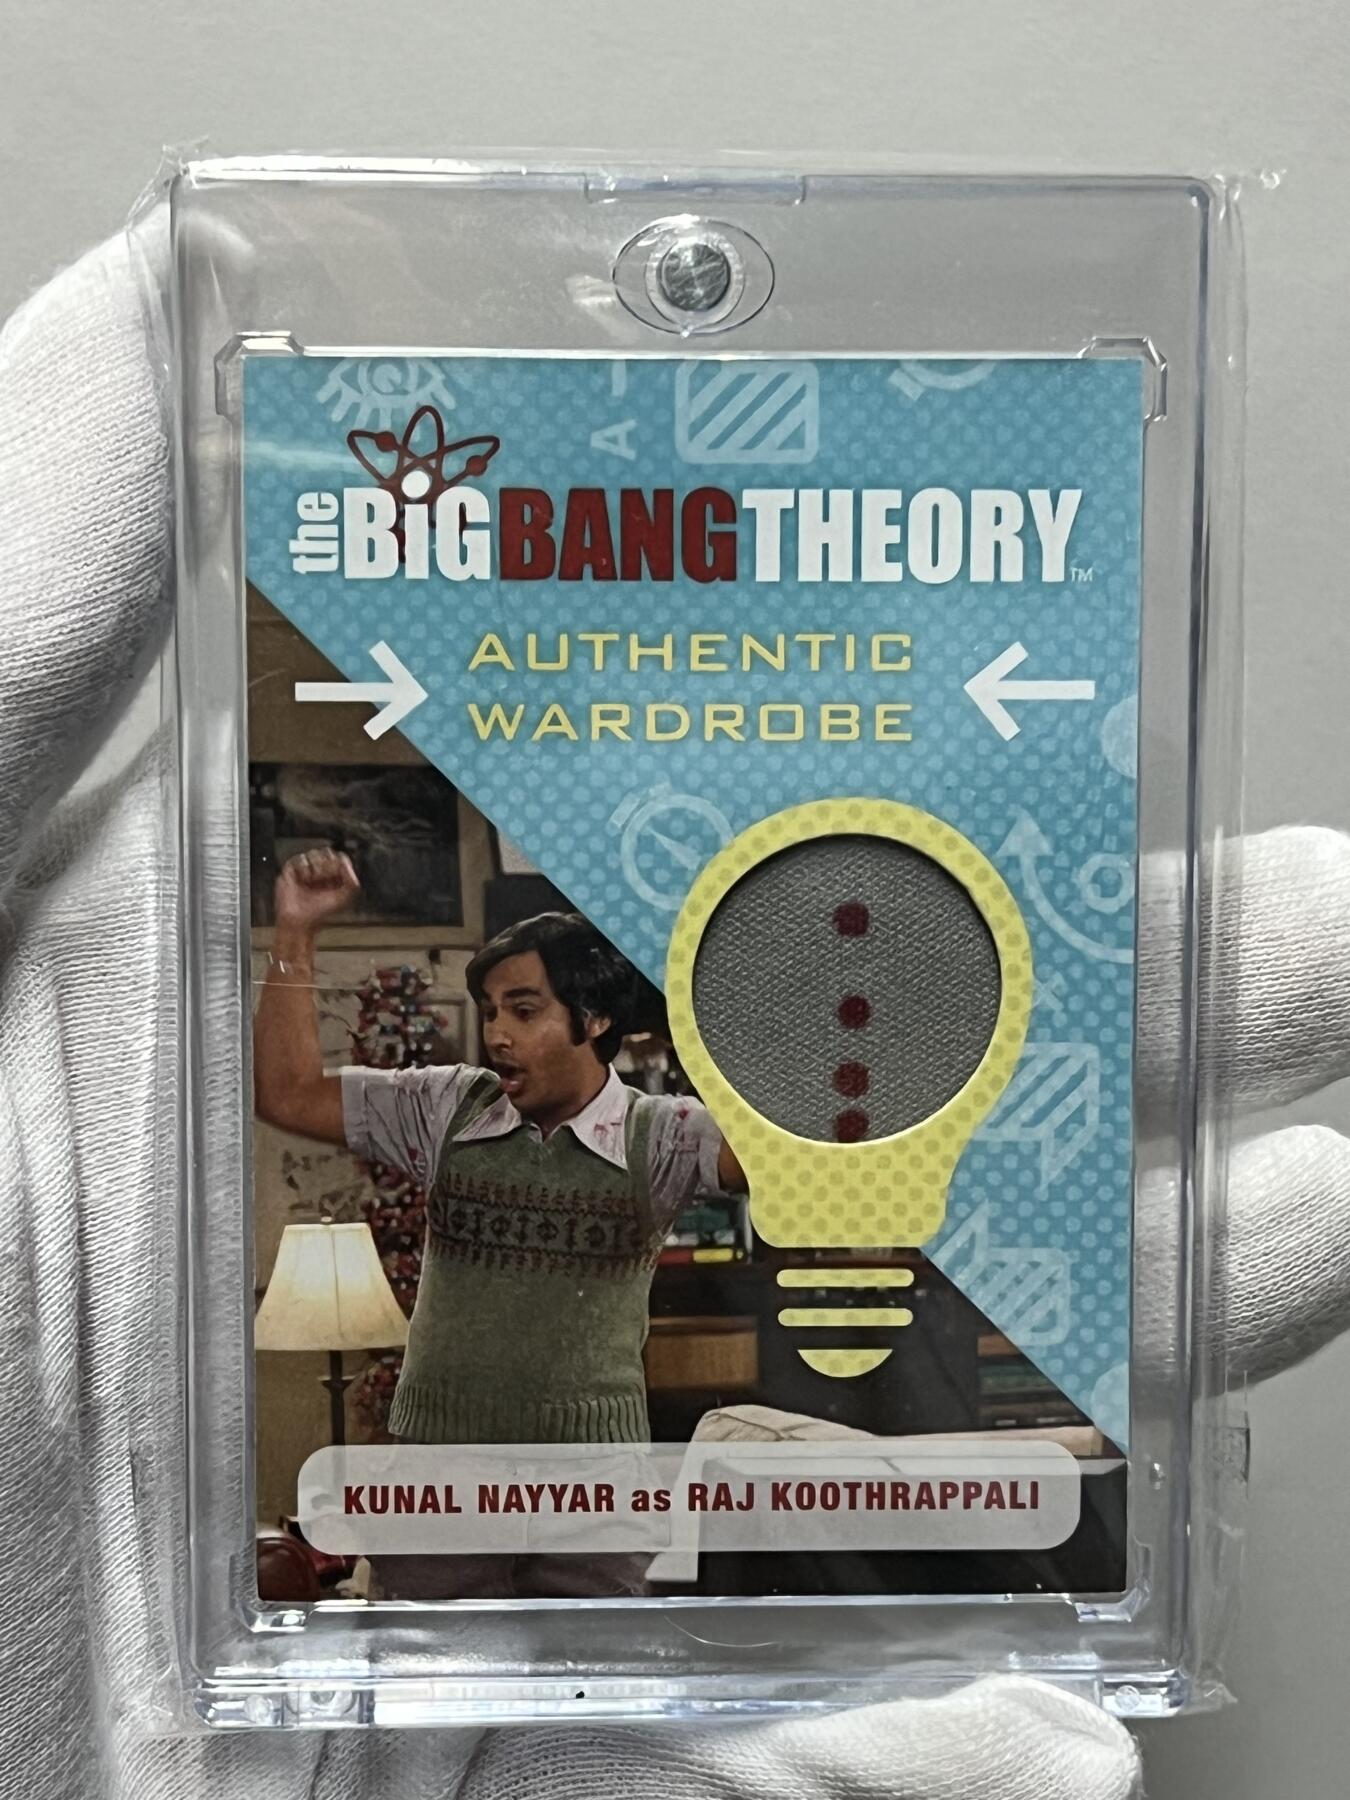 the BiG BANG THEORY™
AUTHENTIC
WARDROBE
A
KUNAL NAYYAR as RAJ KOOTHRAPPALI